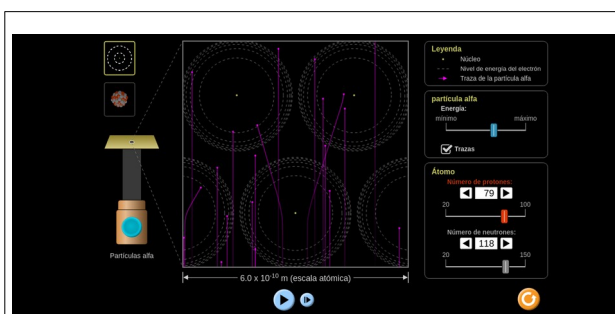 Leyenda
Núcleo
Nivel de energía del electrón
Traza de la partícula alfa
partícula alfa
Energía:
mínimo máximo
Trazas
Átomo
Número de protones:
79
20 100
Número de neutrones:
118
20 150
Partículas alfa
6.0 x 10⁻¹⁰ m (escala atómica)